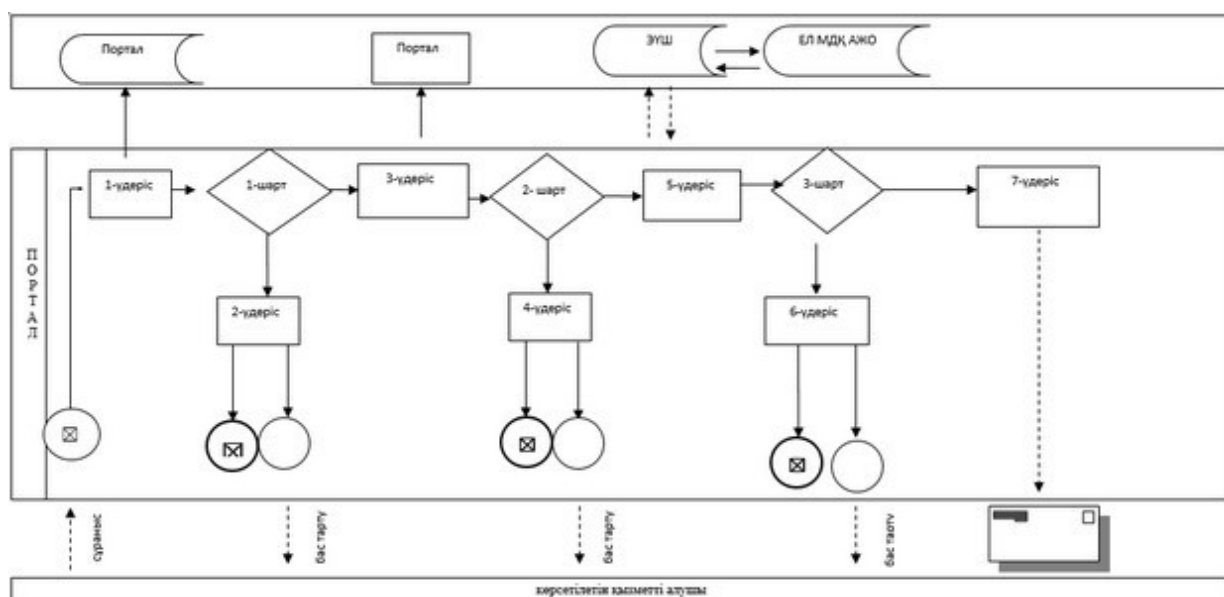 Портал
Портал
ЭҮШ
ЕЛ МДҚ АЖО
ПОРТАЛ
1-үдеріс
1-шарт
3-үдеріс
2- шарт
5-үдеріс
3-шарт
7-үдеріс
2-үдеріс
4-үдеріс
6-үдеріс
сұраныс
бас тарту
бас тарту
бас тарту
көрсетілетін қызметті алушы